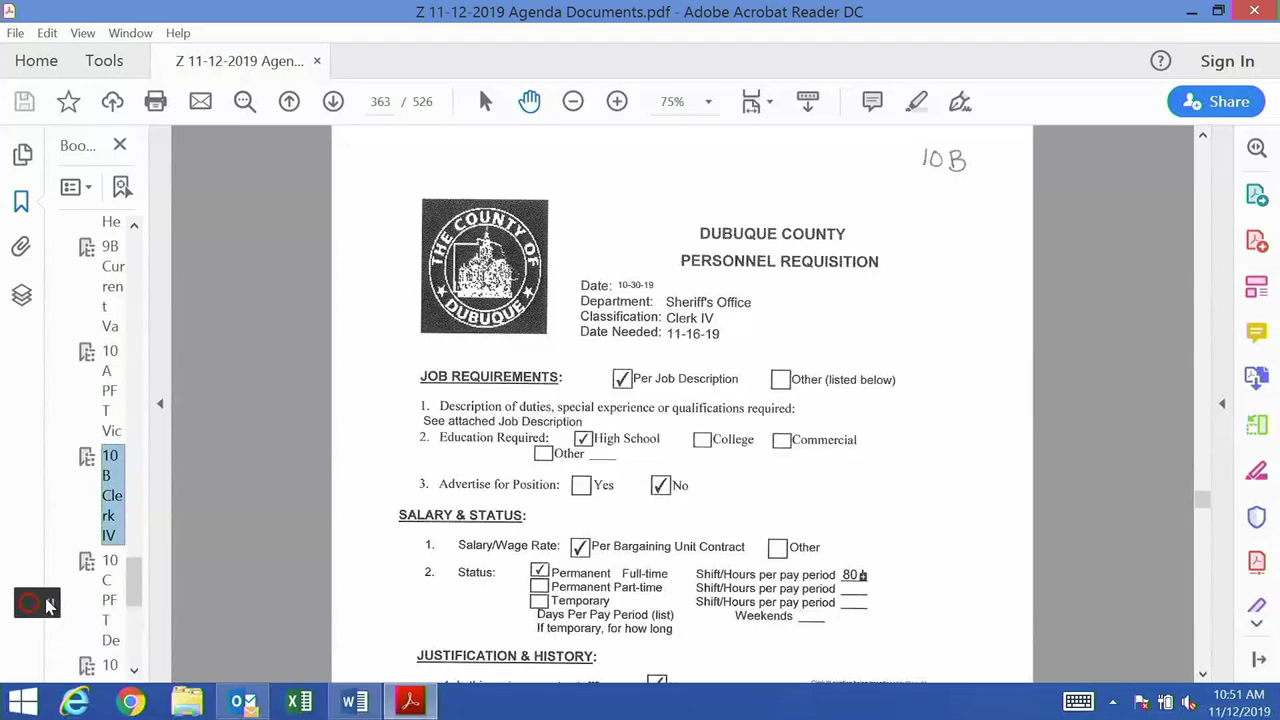 Z 11-12-2019 Agenda Documents.pdf - Adobe Acrobat Reader DC
File Edit View Window Help
Home Tools Z 11-12-2019 Agen... × Sign In
363 / 526 75% Share
Boo...
He
9B
Cur
ren
t
Va
10
A
PF
T
Vic
10
B
Cle
rk
IV
10
C
PF
T
De
10
10 B
THE COUNTY OF
DUBUQUE
DUBUQUE COUNTY
PERSONNEL REQUISITION
Date: 10-30-19
Department: Sheriff's Office
Classification: Clerk IV
Date Needed: 11-16-19
JOB REQUIREMENTS: Per Job Description Other (listed below)
1. Description of duties, special experience or qualifications required:
See attached Job Description
2. Education Required: High School College Commercial
Other
3. Advertise for Position: Yes No
SALARY & STATUS:
1. Salary/Wage Rate: Per Bargaining Unit Contract Other
2. Status: Permanent Full-time Shift/Hours per pay period 80
Permanent Part-time Shift/Hours per pay period
Temporary Shift/Hours per pay period
Days Per Pay Period (list) Weekends
If temporary, for how long
JUSTIFICATION & HISTORY:
10:51 AM
11/12/2019